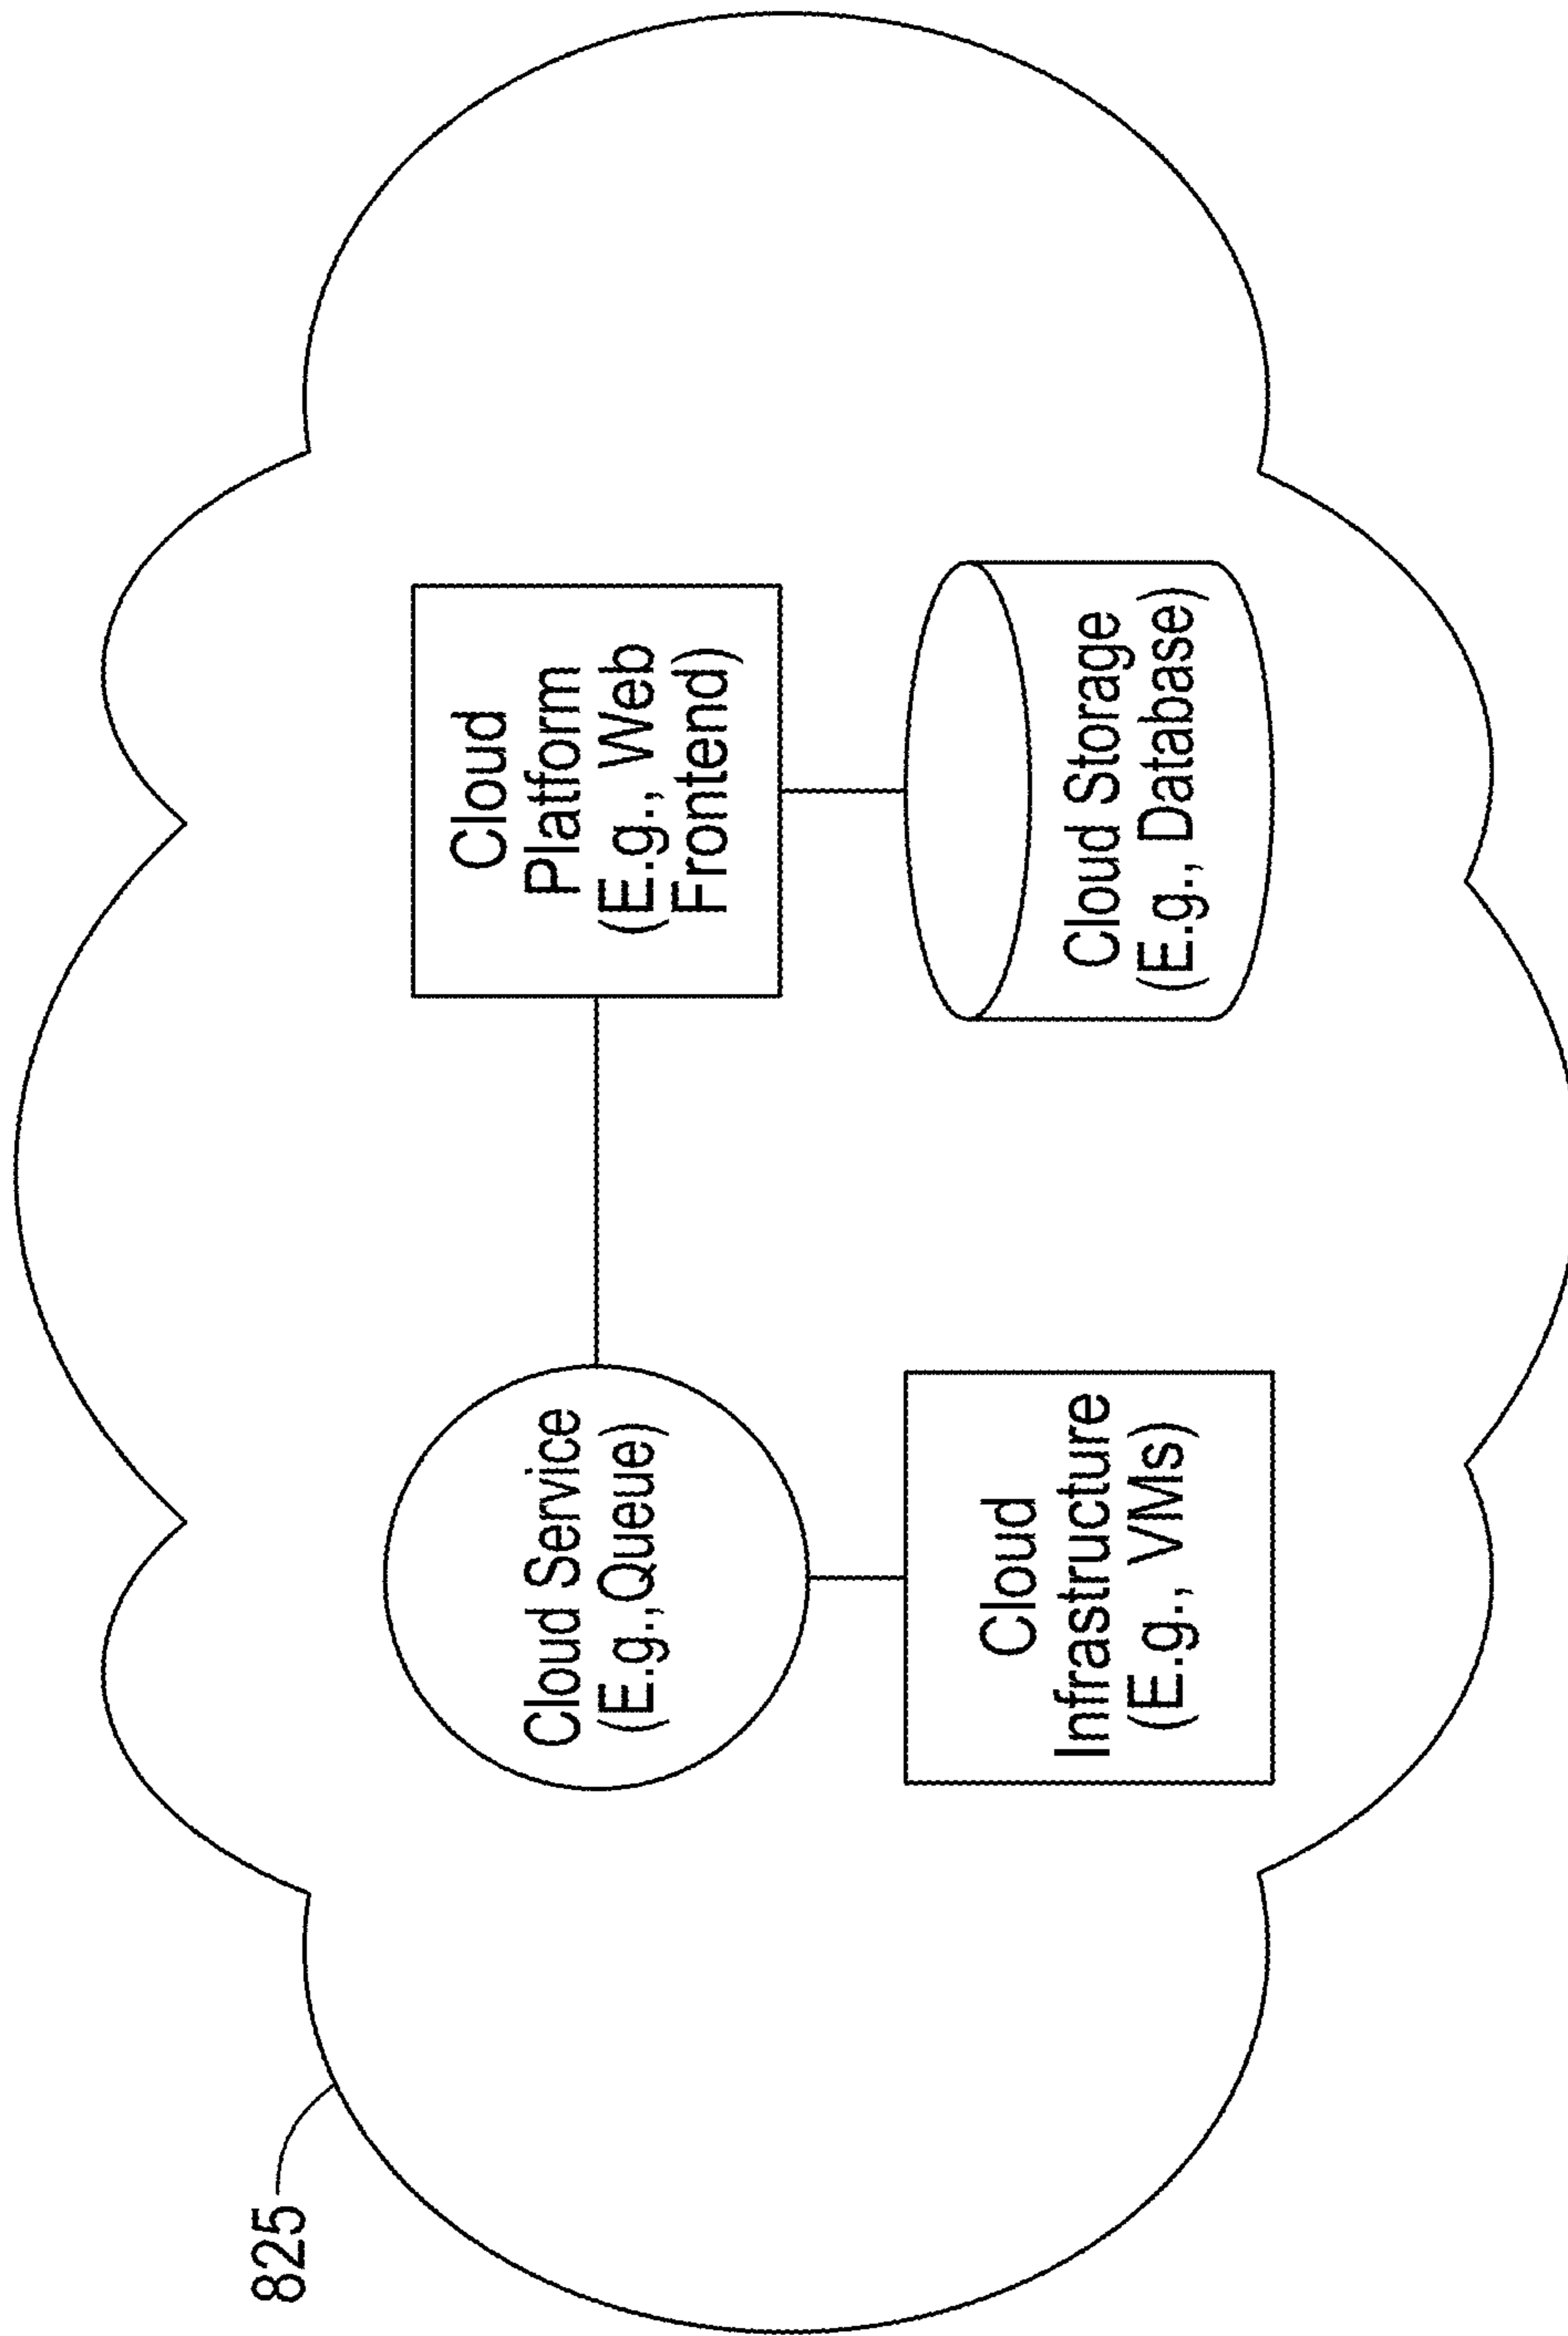 825
Cloud Service
(E.g.,Queue)
Cloud
Platform
(E.g., Web
Frontend)
Cloud
Infrastructure
(E.g., VMs)
Cloud Storage
(E.g., Database)